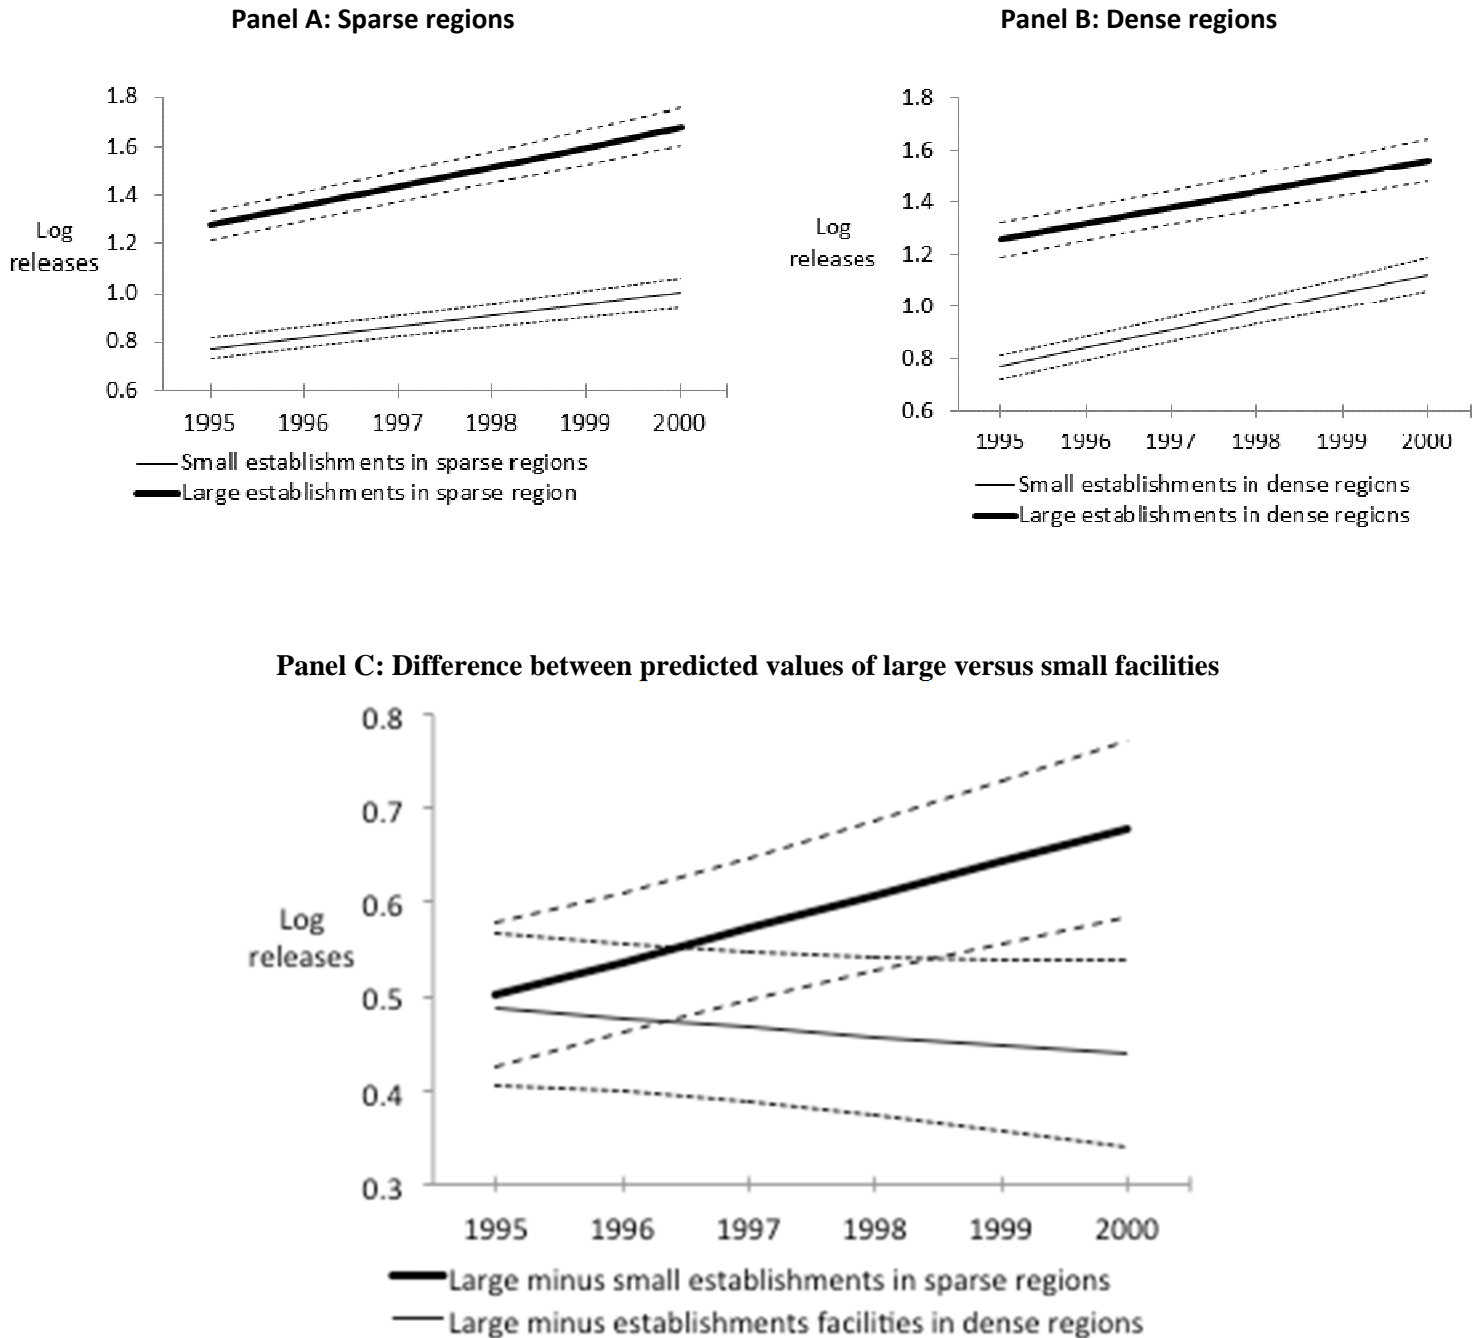 Panel A: Sparse regions
1.8
1.6
1.4
1.2
1.0
0.8
0.6
Log
releases
1995 1996 1997 1998 1999 2000
Small establishments in sparse regions
Large establishments in sparse region
Panel B: Dense regions
1.8
1.6
1.4
1.2
1.0
0.8
0.6
Log
releases
1995 1996 1997 1998 1999 2000
Small establishments in dense regions
Large establishments in dense regions
Panel C: Difference between predicted values of large versus small facilities
0.8
0.7
0.6
0.5
0.4
0.3
Log
releases
1995 1996 1997 1998 1999 2000
Large minus small establishments in sparse regions
Large minus establishments facilities in dense regions